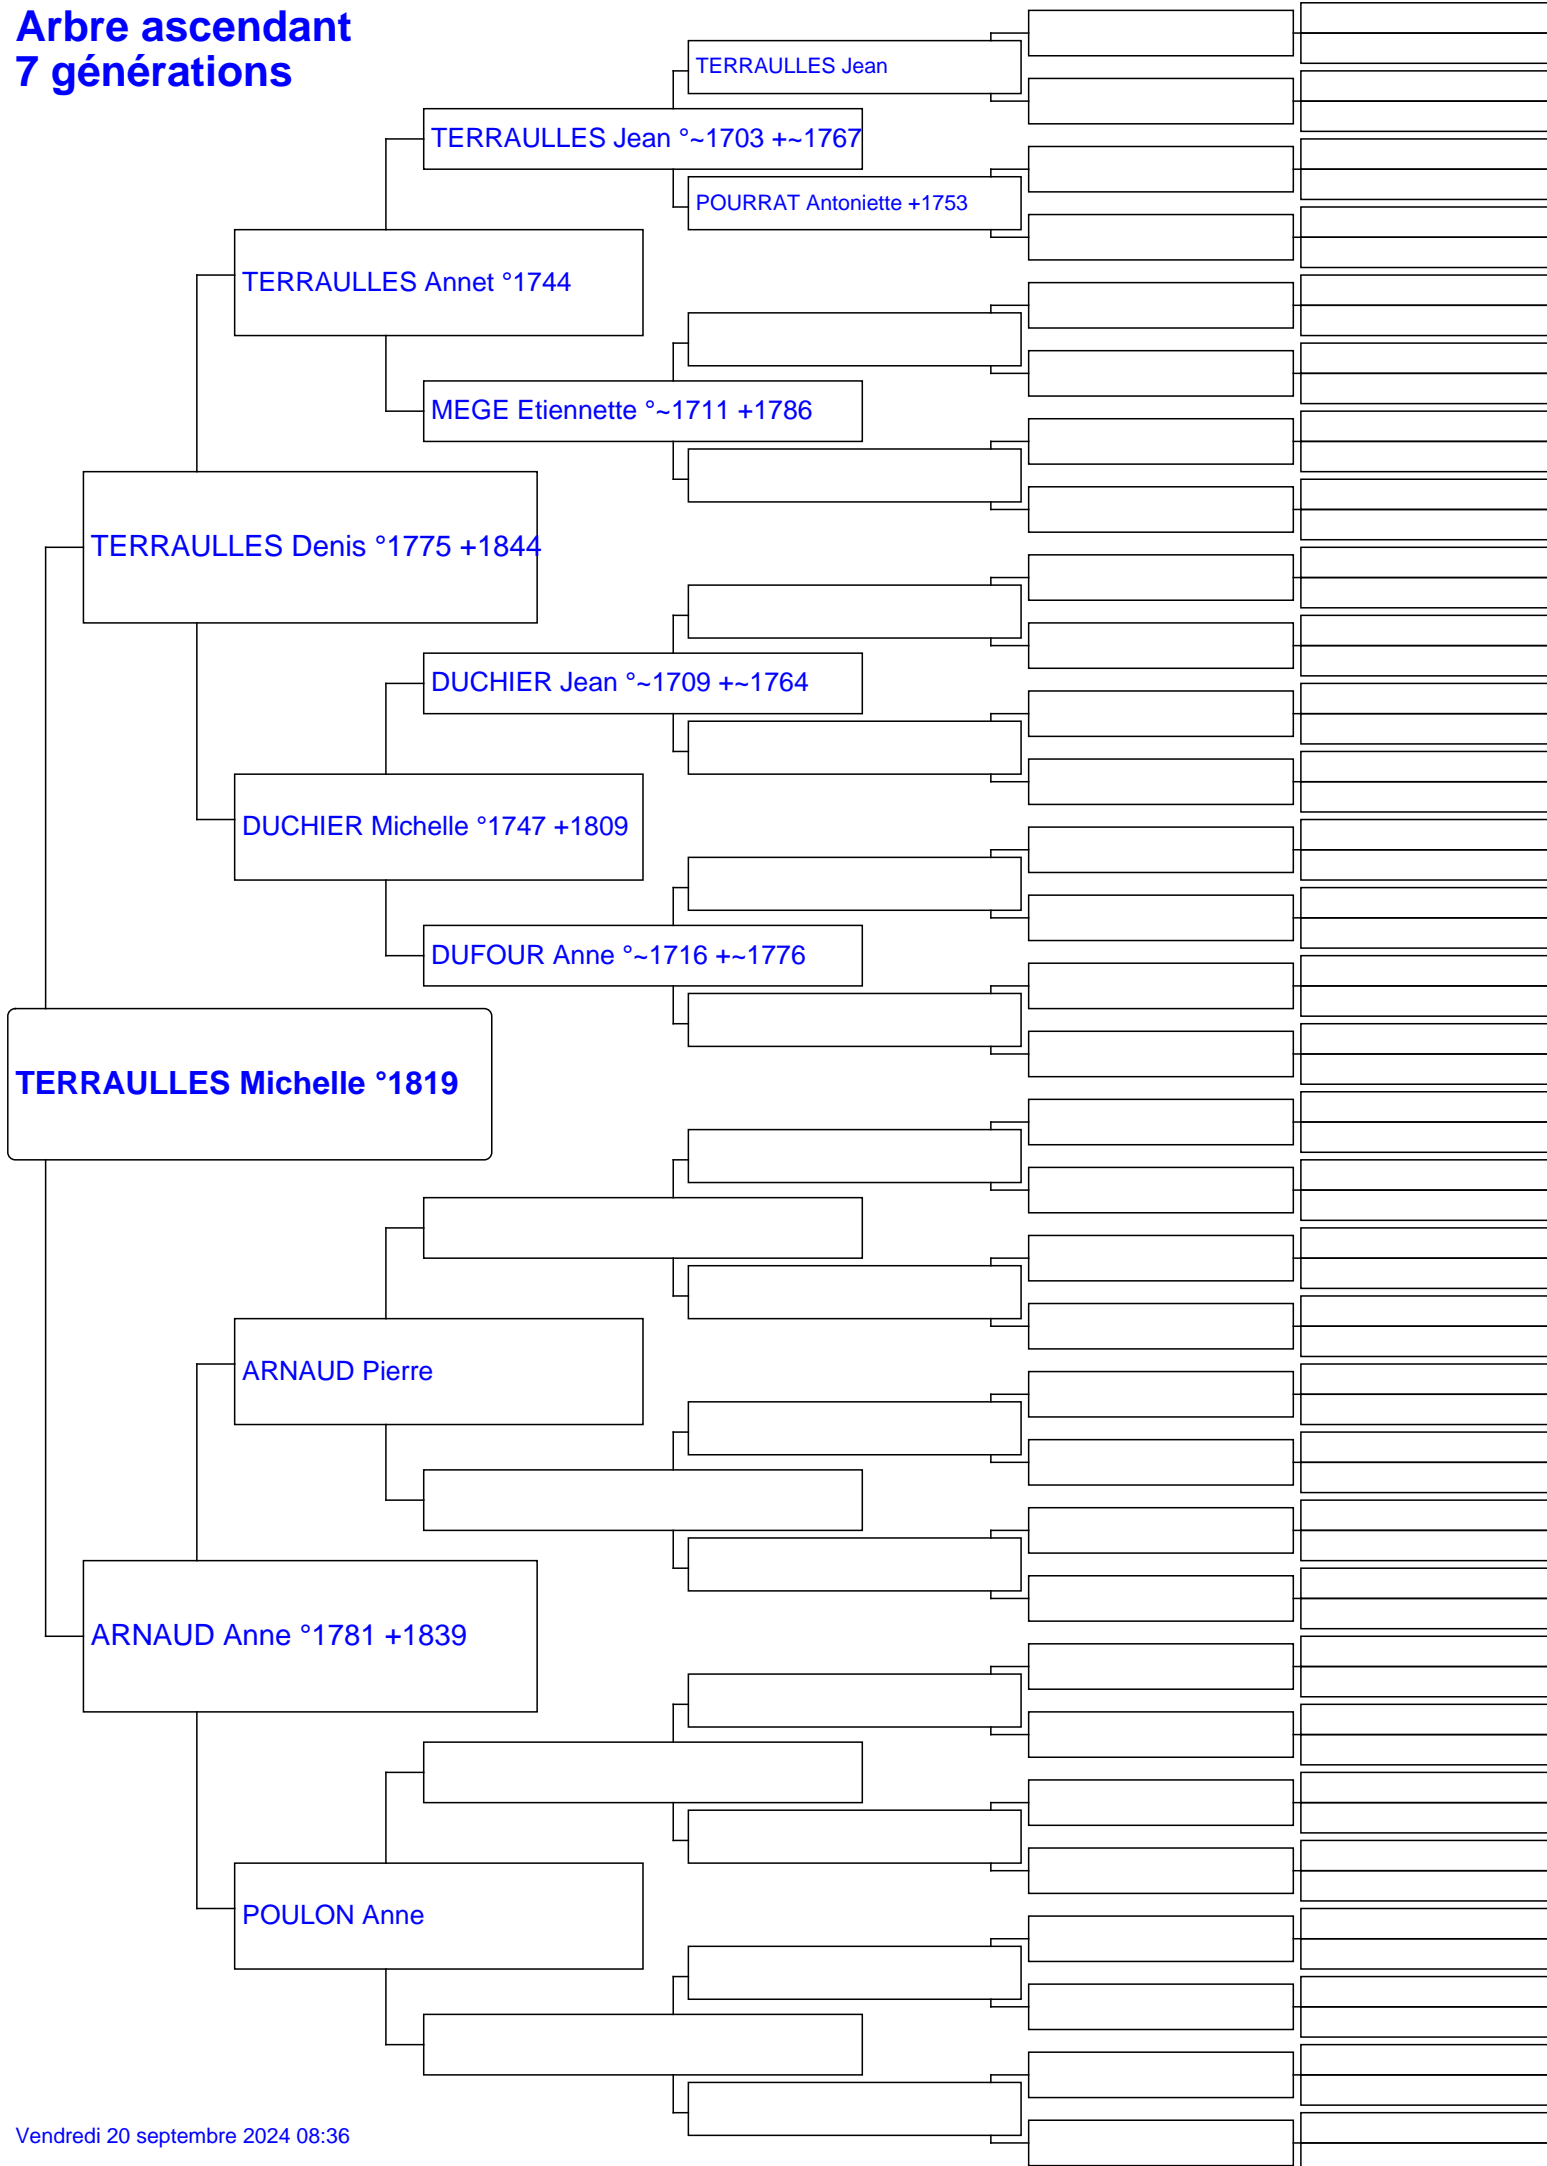 Arbre ascendant
7 générations
TERRAULLES Jean
TERRAULLES Jean °~1703 +~1767
POURRAT Antoniette +1753
TERRAULLES Annet °1744
MEGE Etiennette °~1711 +1786
TERRAULLES Denis °1775 +1844
DUCHIER Jean °~1709 +~1764
DUCHIER Michelle °1747 +1809
DUFOUR Anne °~1716 +~1776
TERRAULLES Michelle °1819
ARNAUD Pierre
ARNAUD Anne °1781 +1839
POULON Anne
Vendredi 20 septembre 2024 08:36